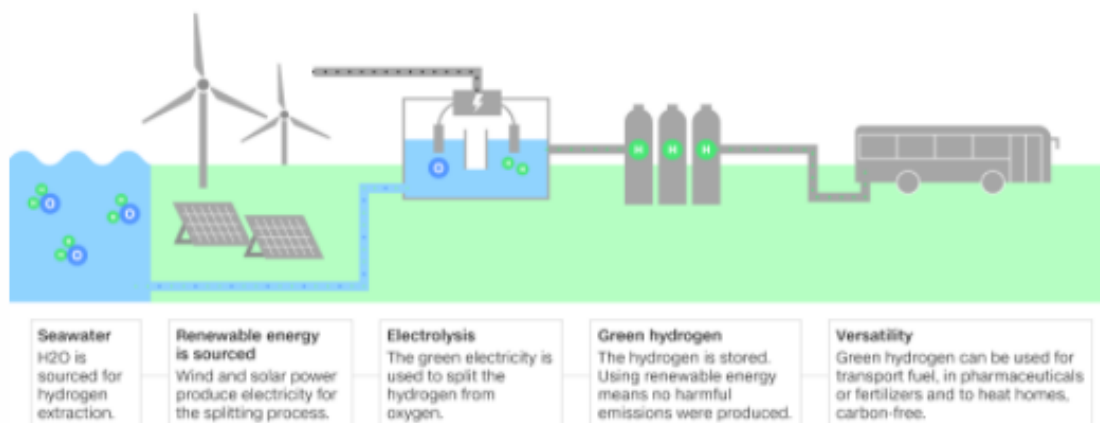 H
H
O
H
H
O
H
H
O
O
H
H
H
H
H
Seawater
H2O is
sourced for
hydrogen
extraction.
Renewable energy
is sourced
Wind and solar power
produce electricity for
the splitting process.
Electrolysis
The green electricity is
used to split the
hydrogen from
oxygen.
Green hydrogen
The hydrogen is stored.
Using renewable energy
means no harmful
emissions were produced.
Versatility
Green hydrogen can be used for
transport fuel, in pharmaceuticals
or fertilizers and to heat homes,
carbon-free.